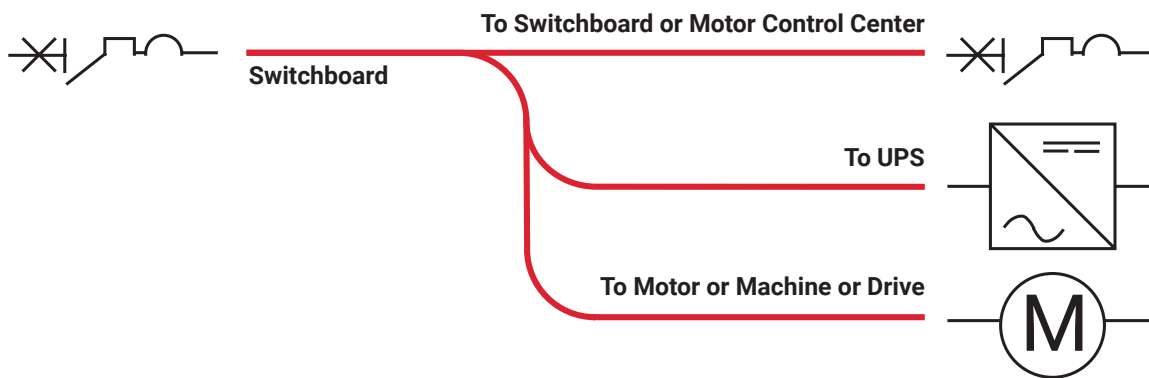 To Switchboard or Motor Control Center
Switchboard
To UPS
To Motor or Machine or Drive
M